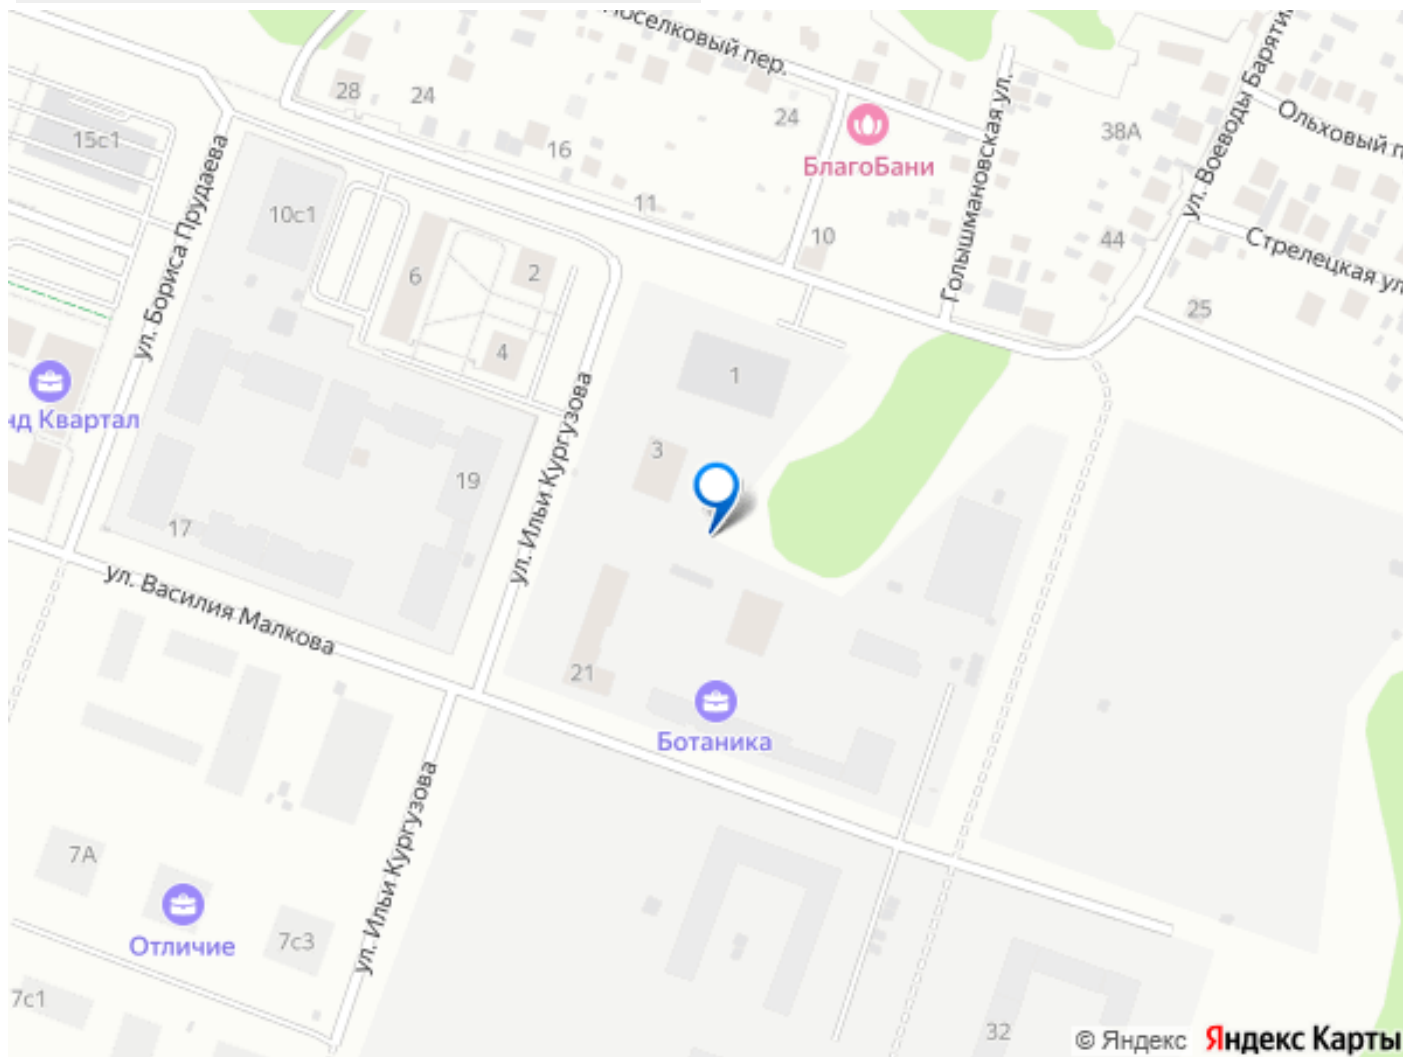 Поселковый пер.
ул. Воеводы Баряти
28
24
24
Ольховый п
15с1
38А
БлагоБани
16
ул. Бориса Прудаева
Голышмановская ул.
10с1
11
10
44
Стрелецкая ул
6
2
25
4
1
нд Квартал
ул. Ильи Кургузова
3
19
17
ул. Василия Малкова
21
Ботаника
ул. Ильи Кургузова
7А
Отличие
7с3
7с1
32
© Яндекс Яндекс Карты